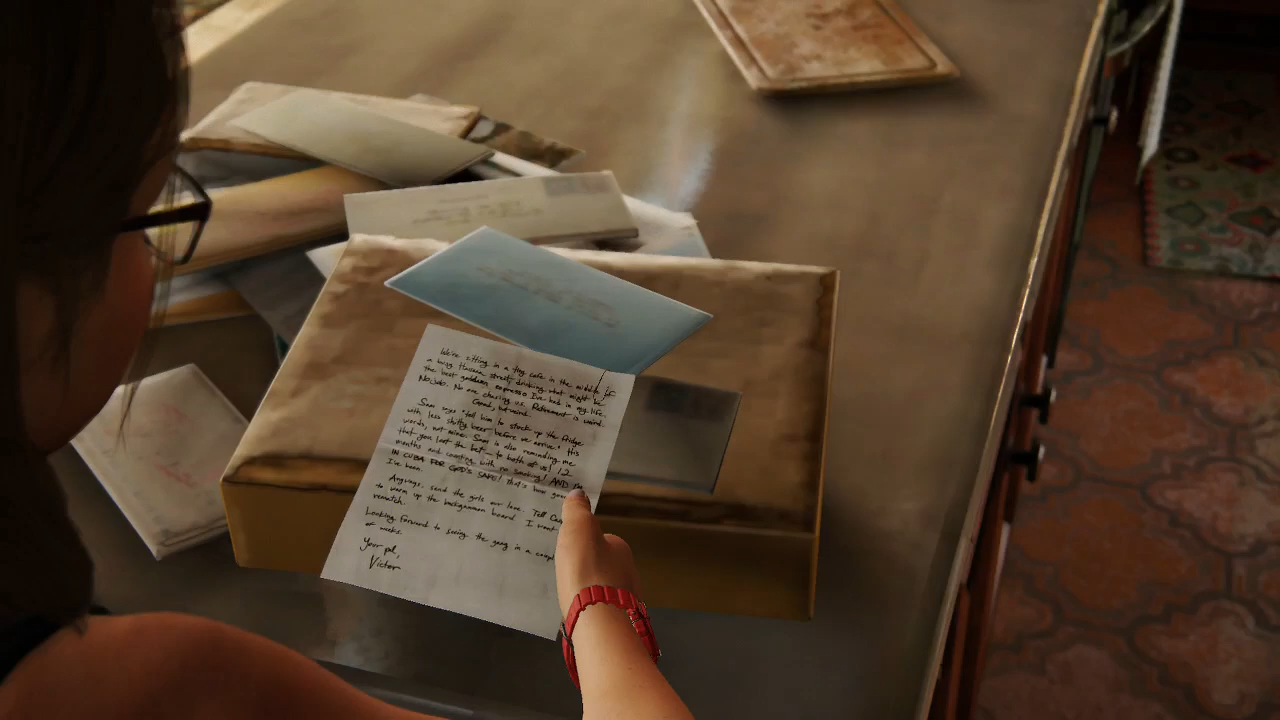 We're sitting in a tiny cafe in the middle of
a busy Havana street, drinking what might be
the best goddamn espresso I've had in my life.
No job. No one chasing us. Retirement is weird.
Good, but weird.
Sam says "tell him to stock up the fridge
with less shitty beer before we arrive." His
words, not mine. Sam is also reminding me
that you lost the bet – to both of us! 12
months and counting with no smoking! AND I'm
IN CUBA FOR GOD'S SAKE! That's how good
I've been.
Anyways, send the girls our love. Tell Cas
to warm up the backgammon board. I want
rematch.
Looking forward to seeing the gang in a coupl
of weeks.
Your pal,
Victor